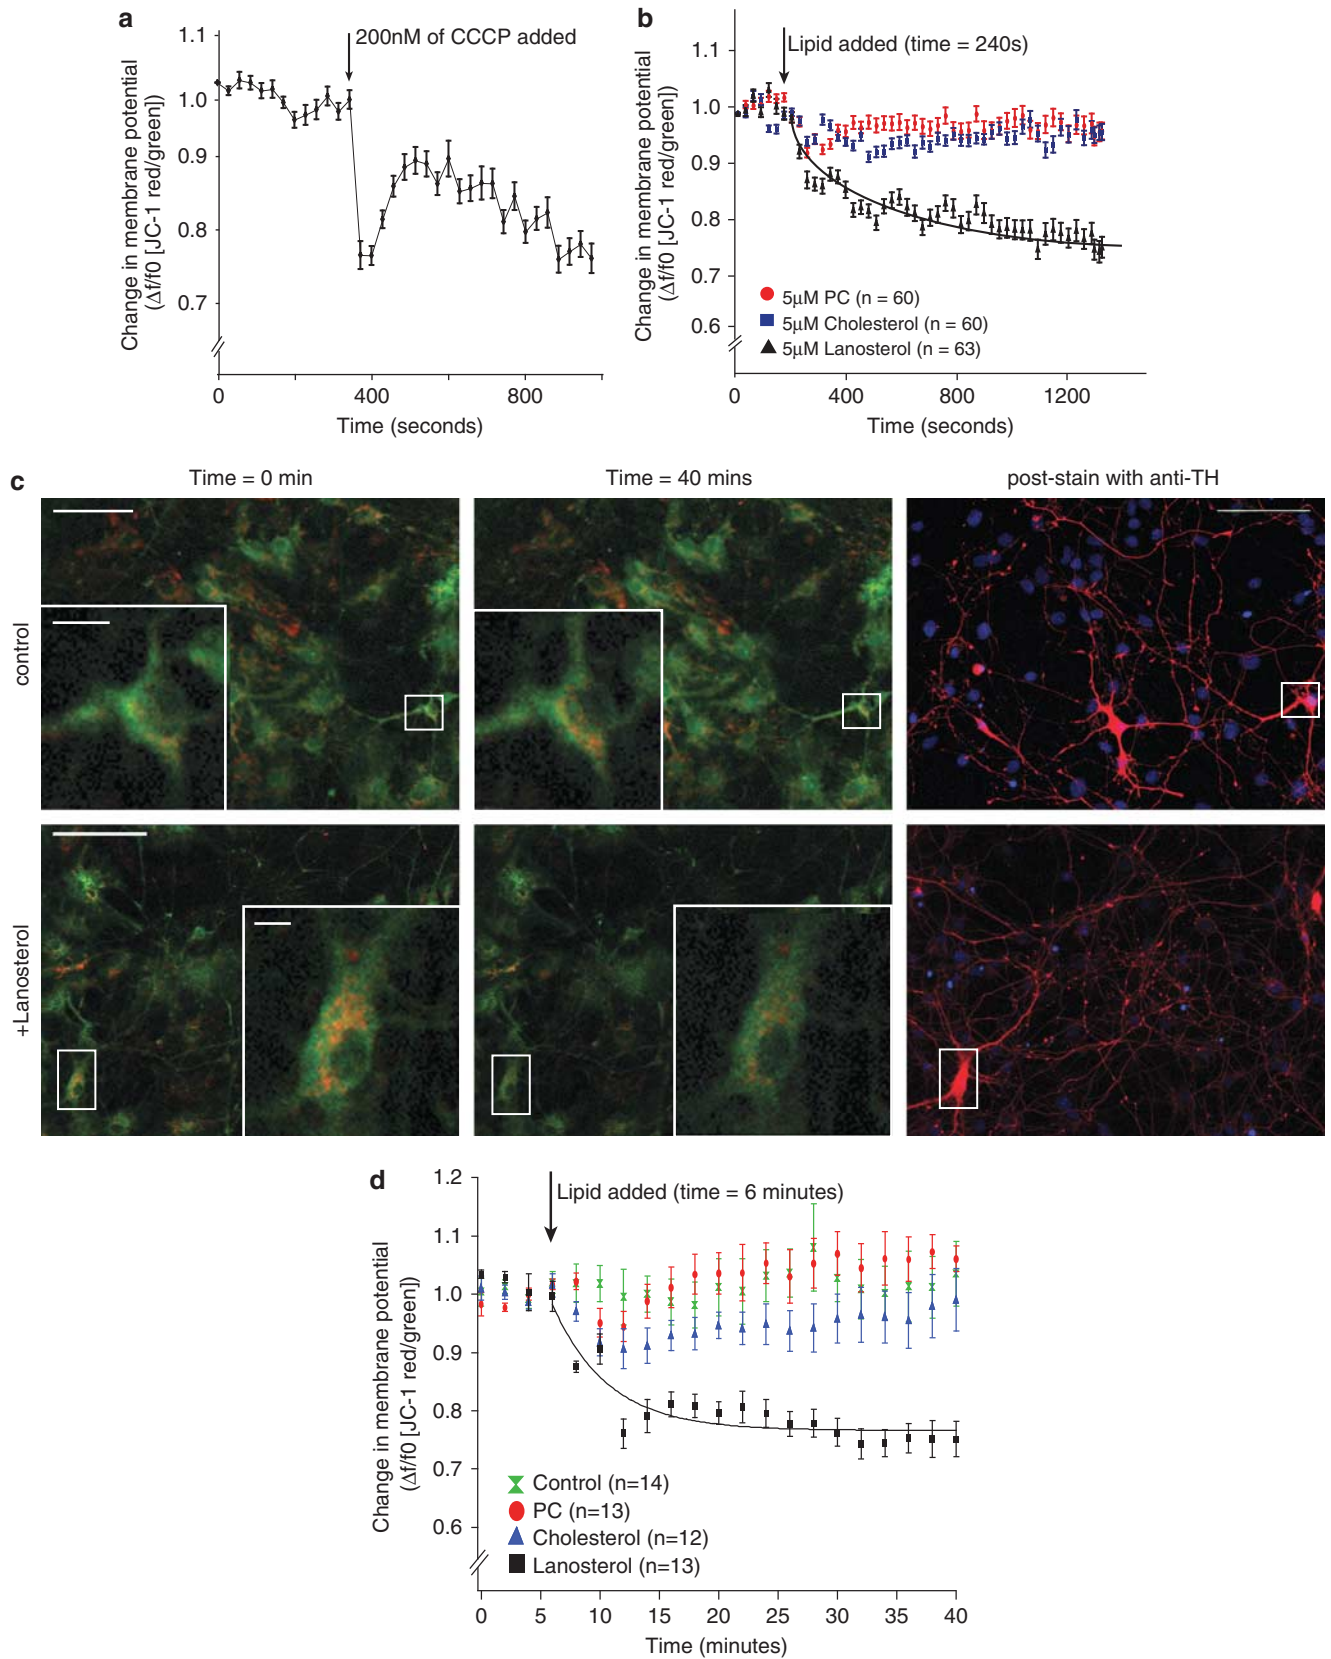 a
200nM of CCCP added
Change in membrane potential
(Δf/f0 [JC-1 red/green])
1.1
1.0
0.9
0.8
0.7
0
400
800
Time (seconds)
b
Lipid added (time = 240s)
Change in membrane potential
(Δf/f0 [JC-1 red/green])
1.1
1.0
0.9
0.8
0.7
0.6
5μM PC (n = 60)
5μM Cholesterol (n = 60)
5μM Lanosterol (n = 63)
0
400
800
1200
Time (seconds)
c
Time = 0 min
Time = 40 mins
post-stain with anti-TH
control
+Lanosterol
d
Lipid added (time = 6 minutes)
Change in membrane potential
(Δf/f0 [JC-1 red/green])
1.2
1.1
1.0
0.9
0.8
0.7
0.6
Control (n=14)
PC (n=13)
Cholesterol (n=12)
Lanosterol (n=13)
0
5
10
15
20
25
30
35
40
Time (minutes)